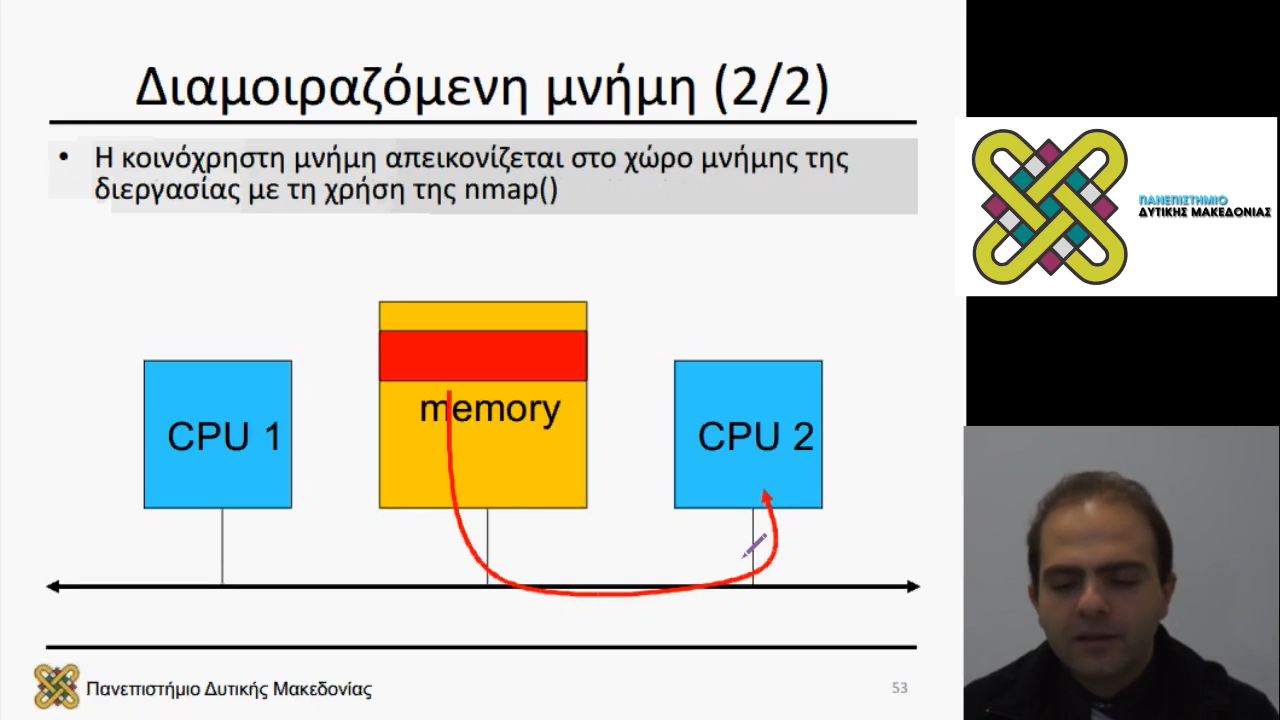 Διαμοιραζόμενη μνήμη (2/2)
• Η κοινόχρηστη μνήμη απεικονίζεται στο χώρο μνήμης της
διεργασίας με τη χρήση της nmap()
CPU 1
memory
CPU 2
Πανεπιστήμιο Δυτικής Μακεδονίας
53
ΠΑΝΕΠΙΣΤΗΜΙΟ
ΔΥΤΙΚΗΣ ΜΑΚΕΔΟΝΙΑΣ